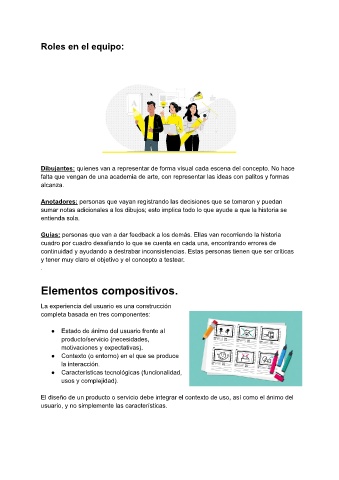 Roles en el equipo:
Dibujantes: quienes van a representar de forma visual cada escena del concepto. No hace
falta que vengan de una academia de arte, con representar las ideas con palitos y formas
alcanza.
Anotadores: personas que vayan registrando las decisiones que se tomaron y puedan
sumar notas adicionales a los dibujos; esto implica todo lo que ayude a que la historia se
entienda sola.
Guías: personas que van a dar feedback a los demás. Ellas van recorriendo la historia
cuadro por cuadro desafiando lo que se cuenta en cada una, encontrando errores de
continuidad y ayudando a destrabar inconsistencias. Estas personas tienen que ser críticas
y tener muy claro el objetivo y el concepto a testear.
.
Elementos compositivos.
La experiencia del usuario es una construcción
completa basada en tres componentes:
● Estado de ánimo del usuario frente al
producto/servicio (necesidades,
motivaciones y expectativas).
● Contexto (o entorno) en el que se produce
la interacción.
● Características tecnológicas (funcionalidad,
usos y complejidad).
El diseño de un producto o servicio debe integrar el contexto de uso, así como el ánimo del
usuario, y no simplemente las características.